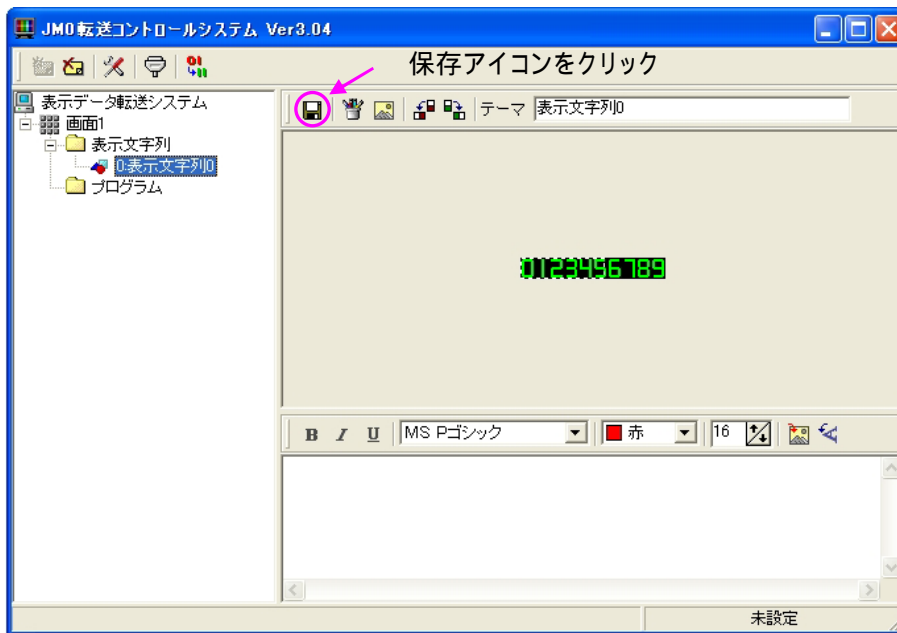 JM0転送コントロールシステム Ver3.04
保存アイコンをクリック
表示データ転送システム
画面1
表示文字列
0:表示文字列0
プログラム
テーマ 表示文字列0
0123456789
B I U MS Pゴシック 赤 16
未設定